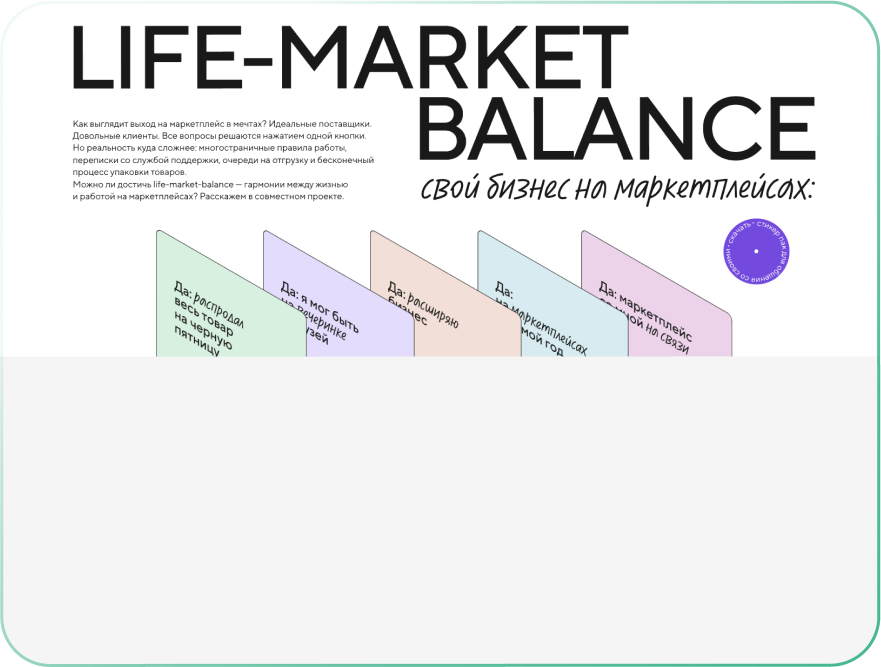 LIFE-MARKET
BALANCE
свой бизнес на маркетплейсах:
Как выглядит выход на маркетплейс в мечтах? Идеальные поставщики.
Довольные клиенты. Все вопросы решаются нажатием одной кнопки.
Но реальность куда сложнее: многостраничные правила работы,
переписки со службой поддержки, очереди на отгрузку и бесконечный
процесс упаковки товаров.
Можно ли достичь life-market-balance — гармонии между жизнью
и работой на маркетплейсах? Расскажем в совместном проекте.
скачать • стикер пак для общения со своими •
Да: распродал
весь товар
на черную
пятницу
Да: я мог быть
на вечеринке
Да: расширяю
бизнес
Да:
на маркетплейсах
мой год
Да: маркетплейс
со мной на связи